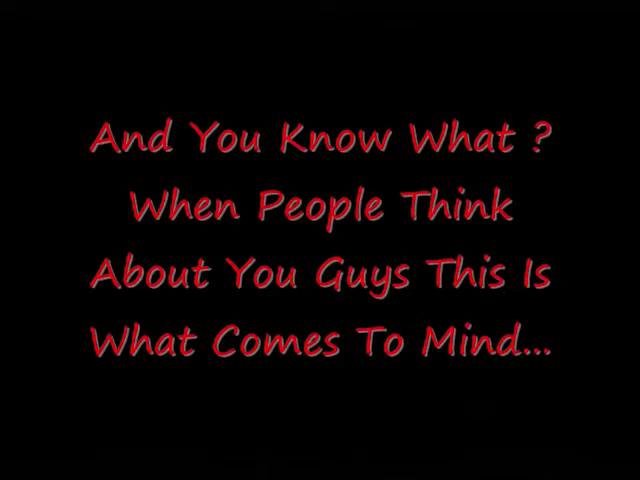 And You Know What ?
When People Think
About You Guys This Is
What Comes To Mind...